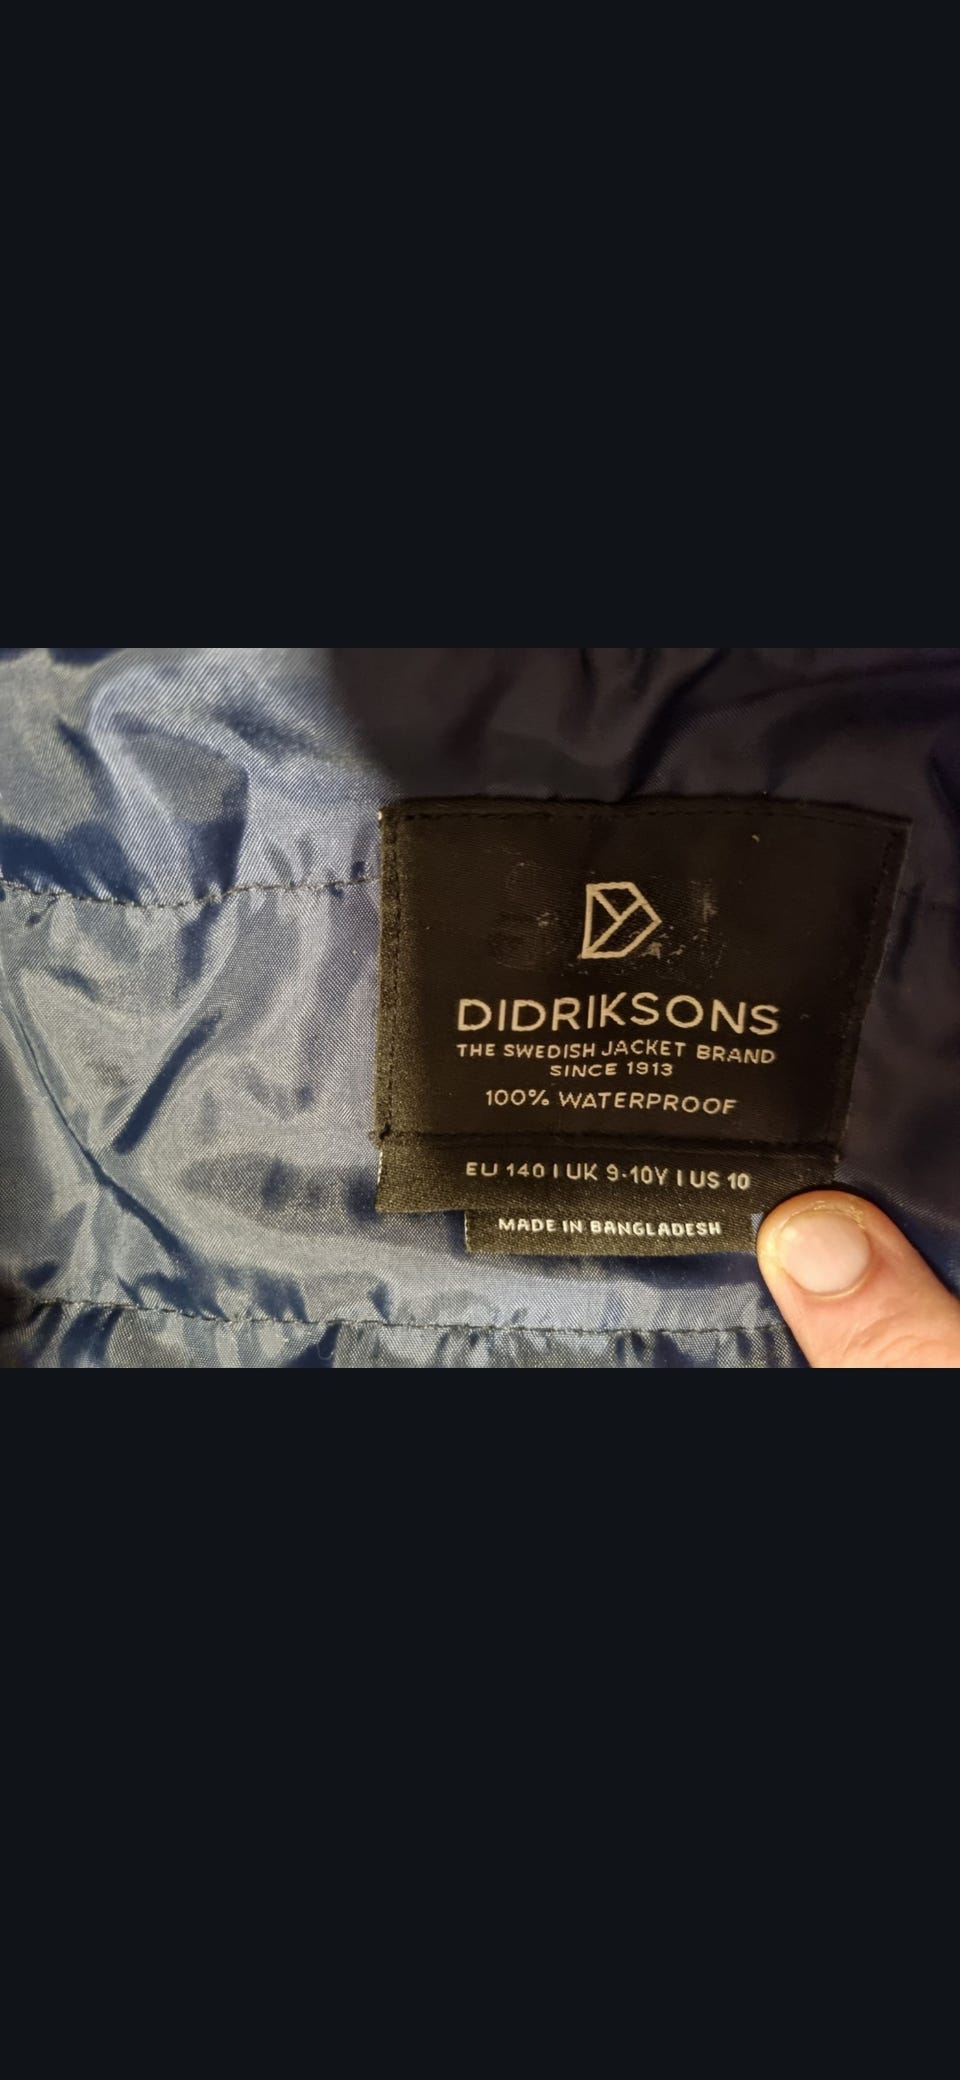 DIDRIKSONS
THE SWEDISH JACKET BRAND
SINCE 1913
100% WATERPROOF
EU 140 | UK 9-10Y | US 10
MADE IN BANGLADESH